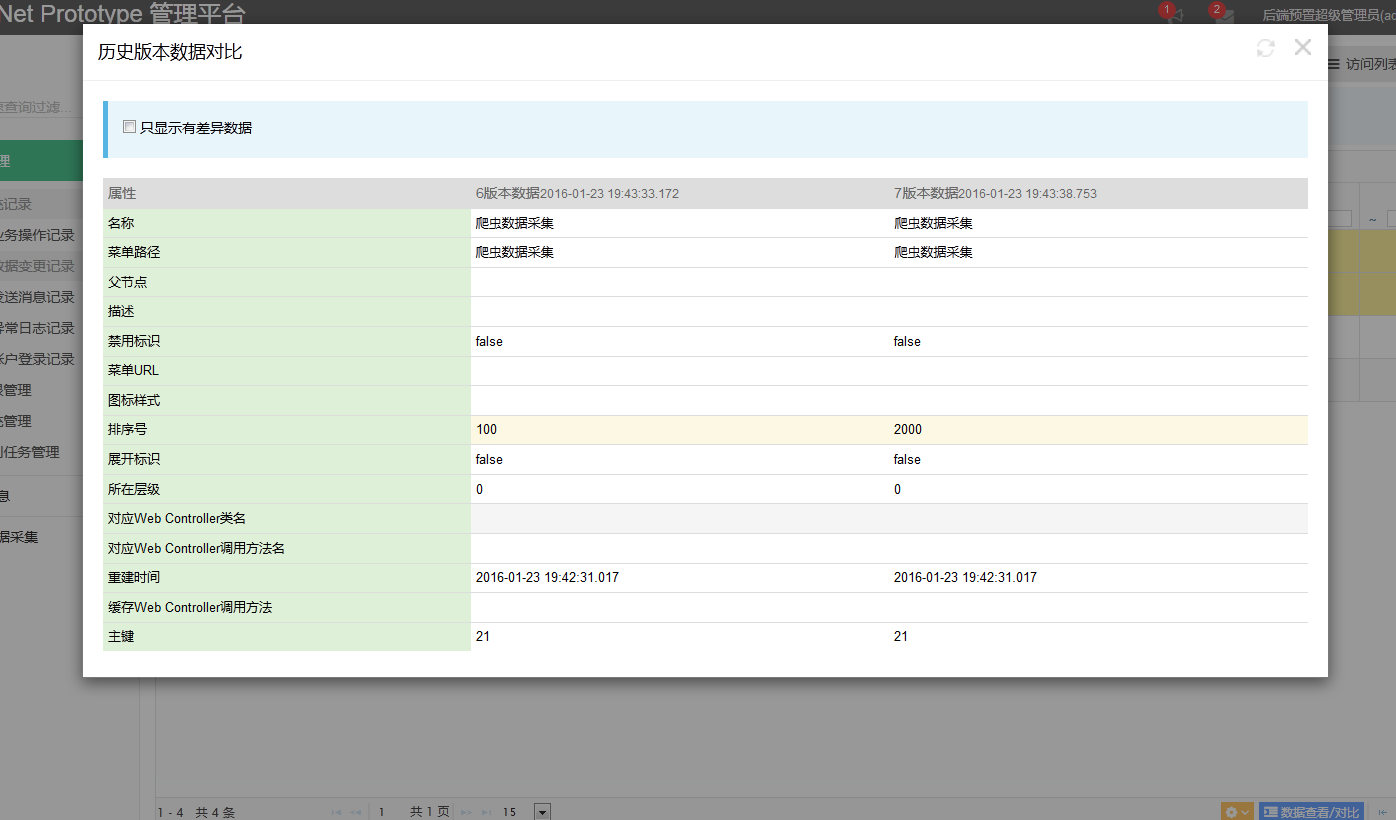 Net Prototype 管理平台
1
2
后端预置超级管理员(ac
历史版本数据对比
访问列表
查询过滤...
只显示有差异数据
理
属性 6版本数据2016-01-23 19:43:33.172 7版本数据2016-01-23 19:43:38.753
记录
名称 爬虫数据采集 爬虫数据采集
~
业务操作记录
菜单路径 爬虫数据采集 爬虫数据采集
数据变更记录
父节点
发送消息记录
描述
异常日志记录
禁用标识 false false
账户登录记录
菜单URL
管理
图标样式
管理
排序号 100 2000
任务管理
展开标识 false false
所在层级 0 0
息
对应Web Controller类名
据采集
对应Web Controller调用方法名
重建时间 2016-01-23 19:42:31.017 2016-01-23 19:42:31.017
缓存Web Controller调用方法
主键 21 21
1 - 4 共 4 条 1 共 1 页 15 数据查看/对比